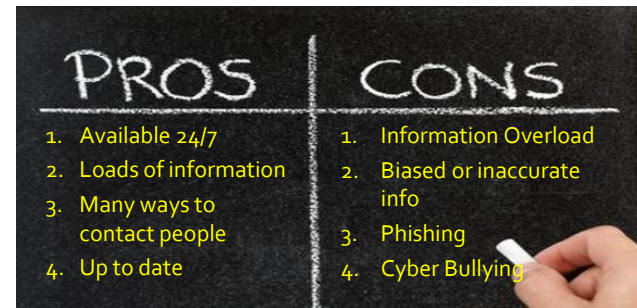 PROS
CONS
1. Available 24/7
2. Loads of information
3. Many ways to
contact people
4. Up to date
1. Information Overload
2. Biased or inaccurate
info
3. Phishing
4. Cyber Bullying